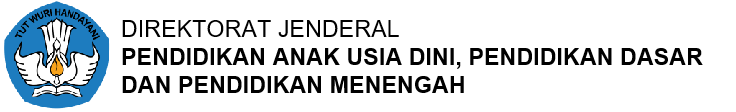 TUT WURI HANDAYANI
DIREKTORAT JENDERAL
PENDIDIKAN ANAK USIA DINI, PENDIDIKAN DASAR
DAN PENDIDIKAN MENENGAH